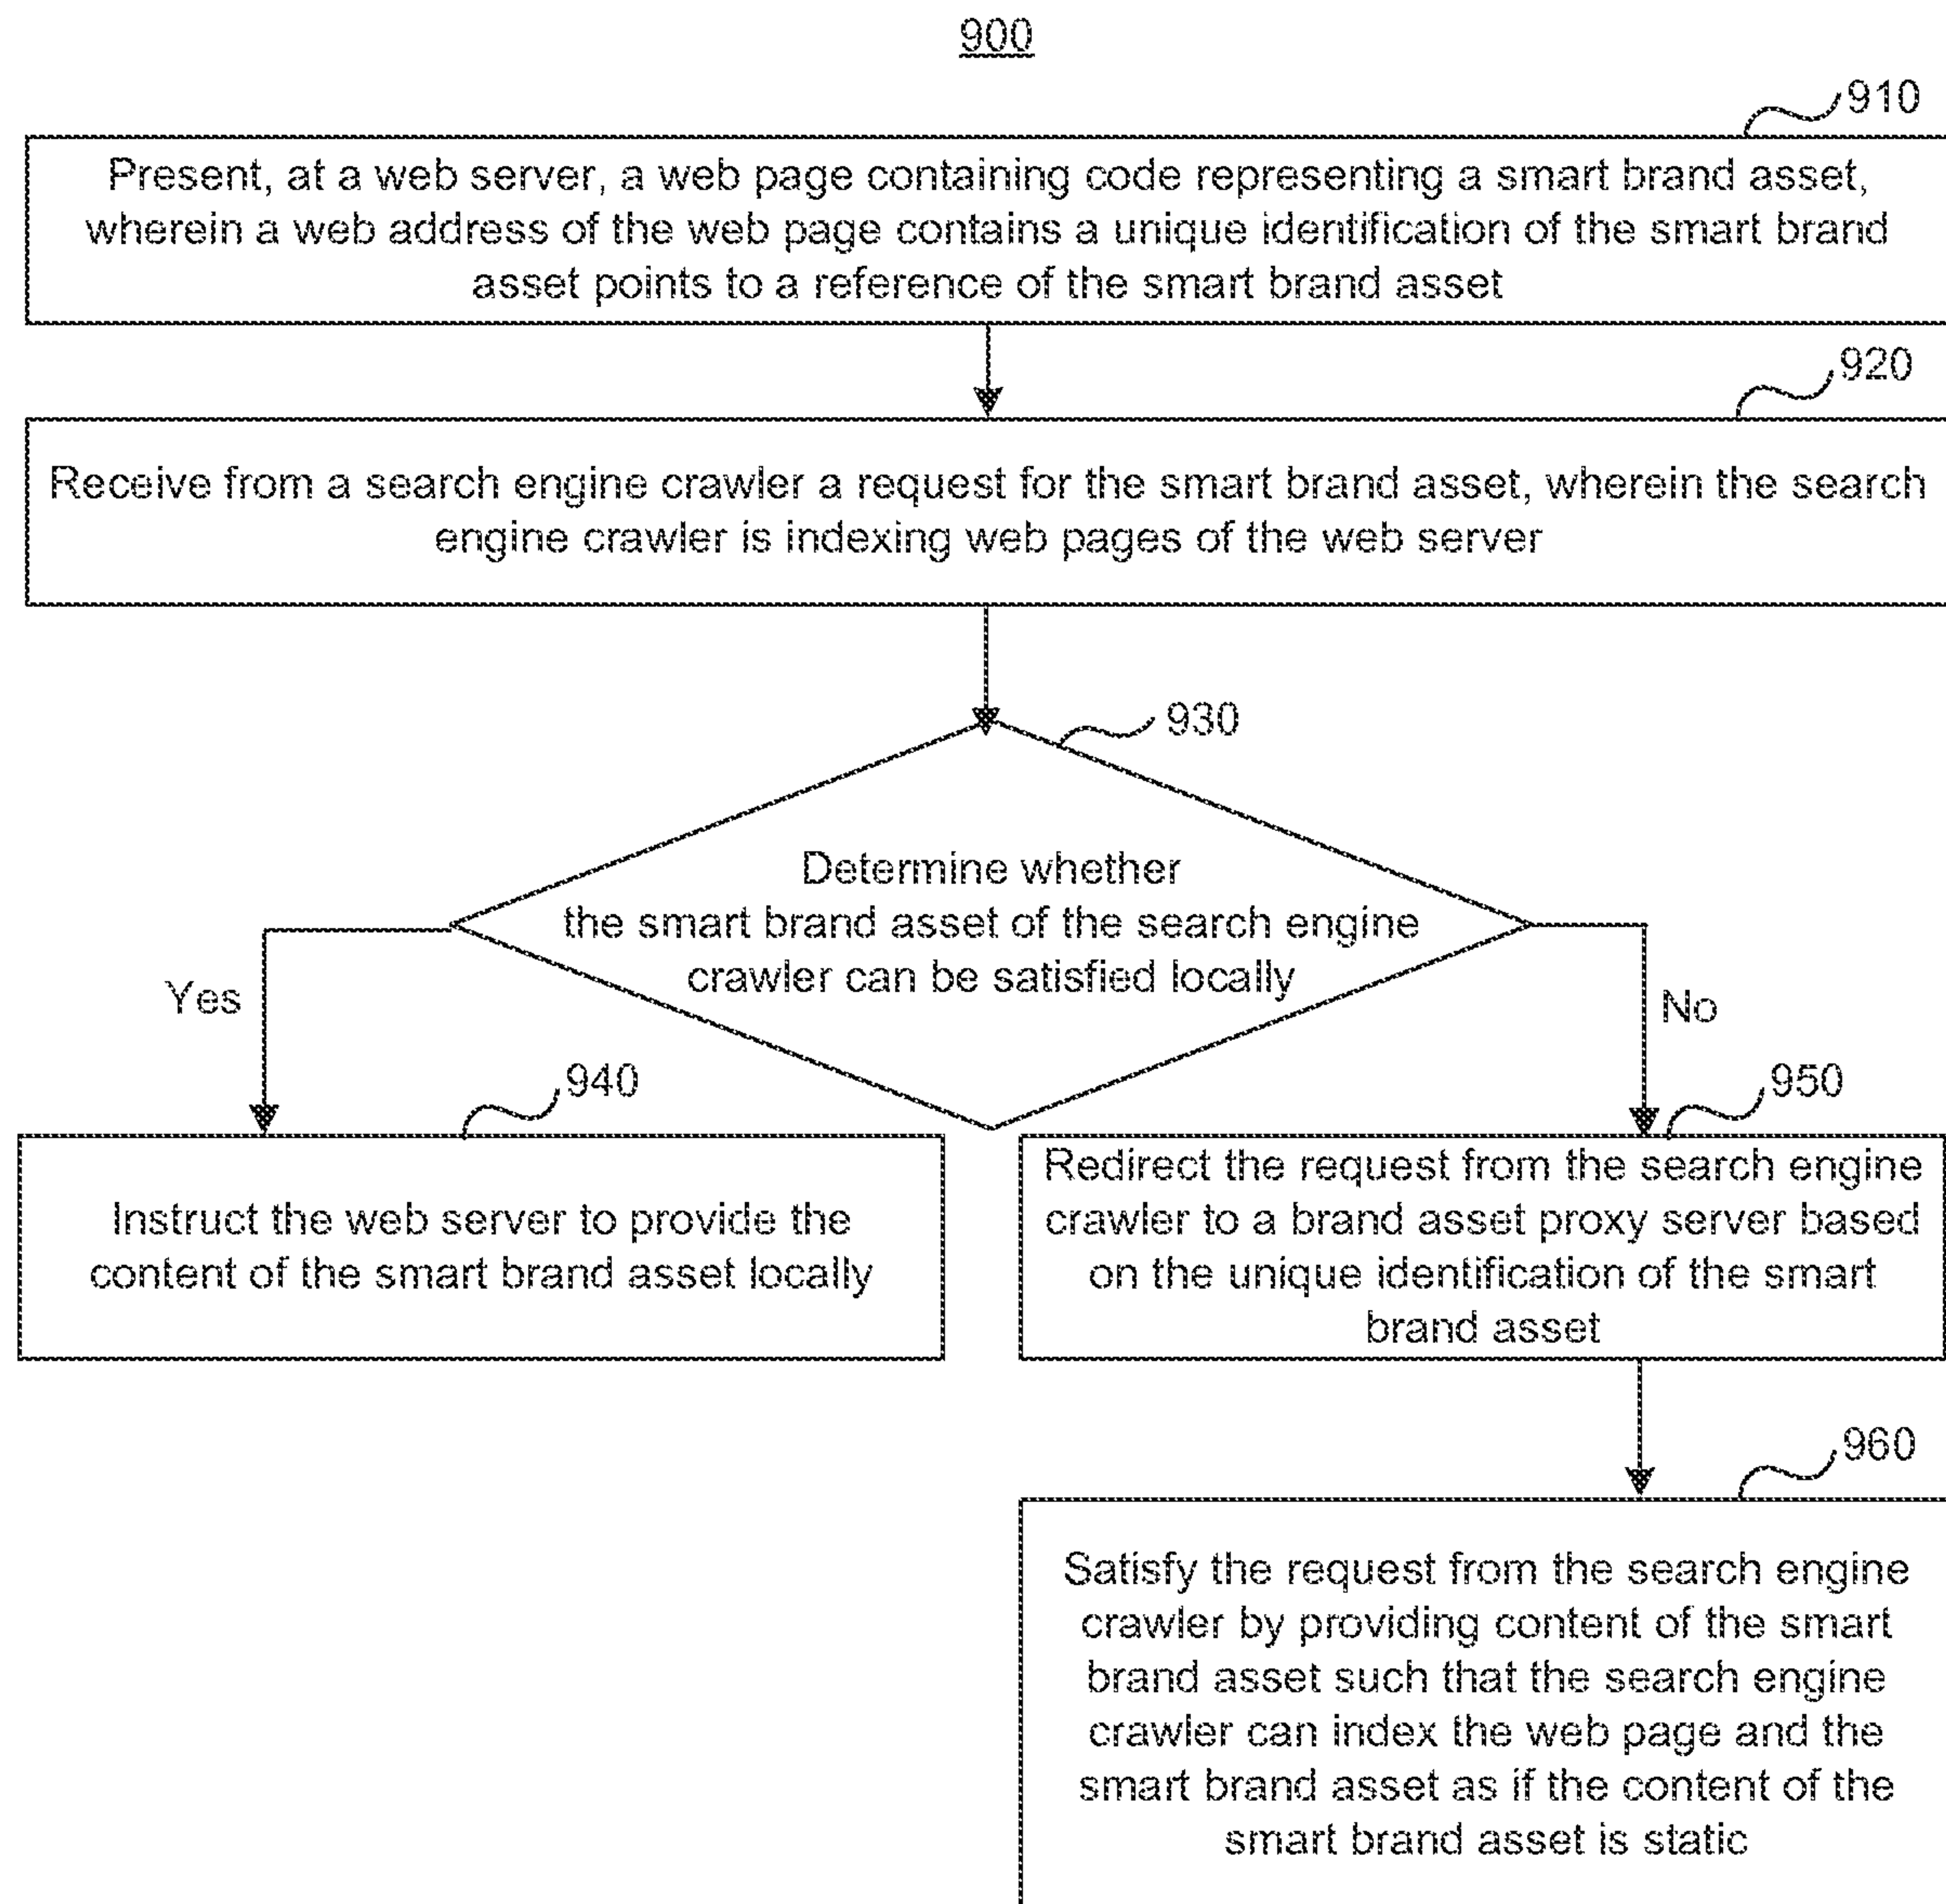 900
910
Present, at a web server, a web page containing code representing a smart brand asset,
wherein a web address of the web page contains a unique identification of the smart brand
asset points to a reference of the smart brand asset
920
Receive from a search engine crawler a request for the smart brand asset, wherein the search
engine crawler is indexing web pages of the web server
930
Determine whether
the smart brand asset of the search engine
crawler can be satisfied locally
Yes
No
940
Instruct the web server to provide the
content of the smart brand asset locally
950
Redirect the request from the search engine
crawler to a brand asset proxy server based
on the unique identification of the smart
brand asset
960
Satisfy the request from the search engine
crawler by providing content of the smart
brand asset such that the search engine
crawler can index the web page and the
smart brand asset as if the content of the
smart brand asset is static